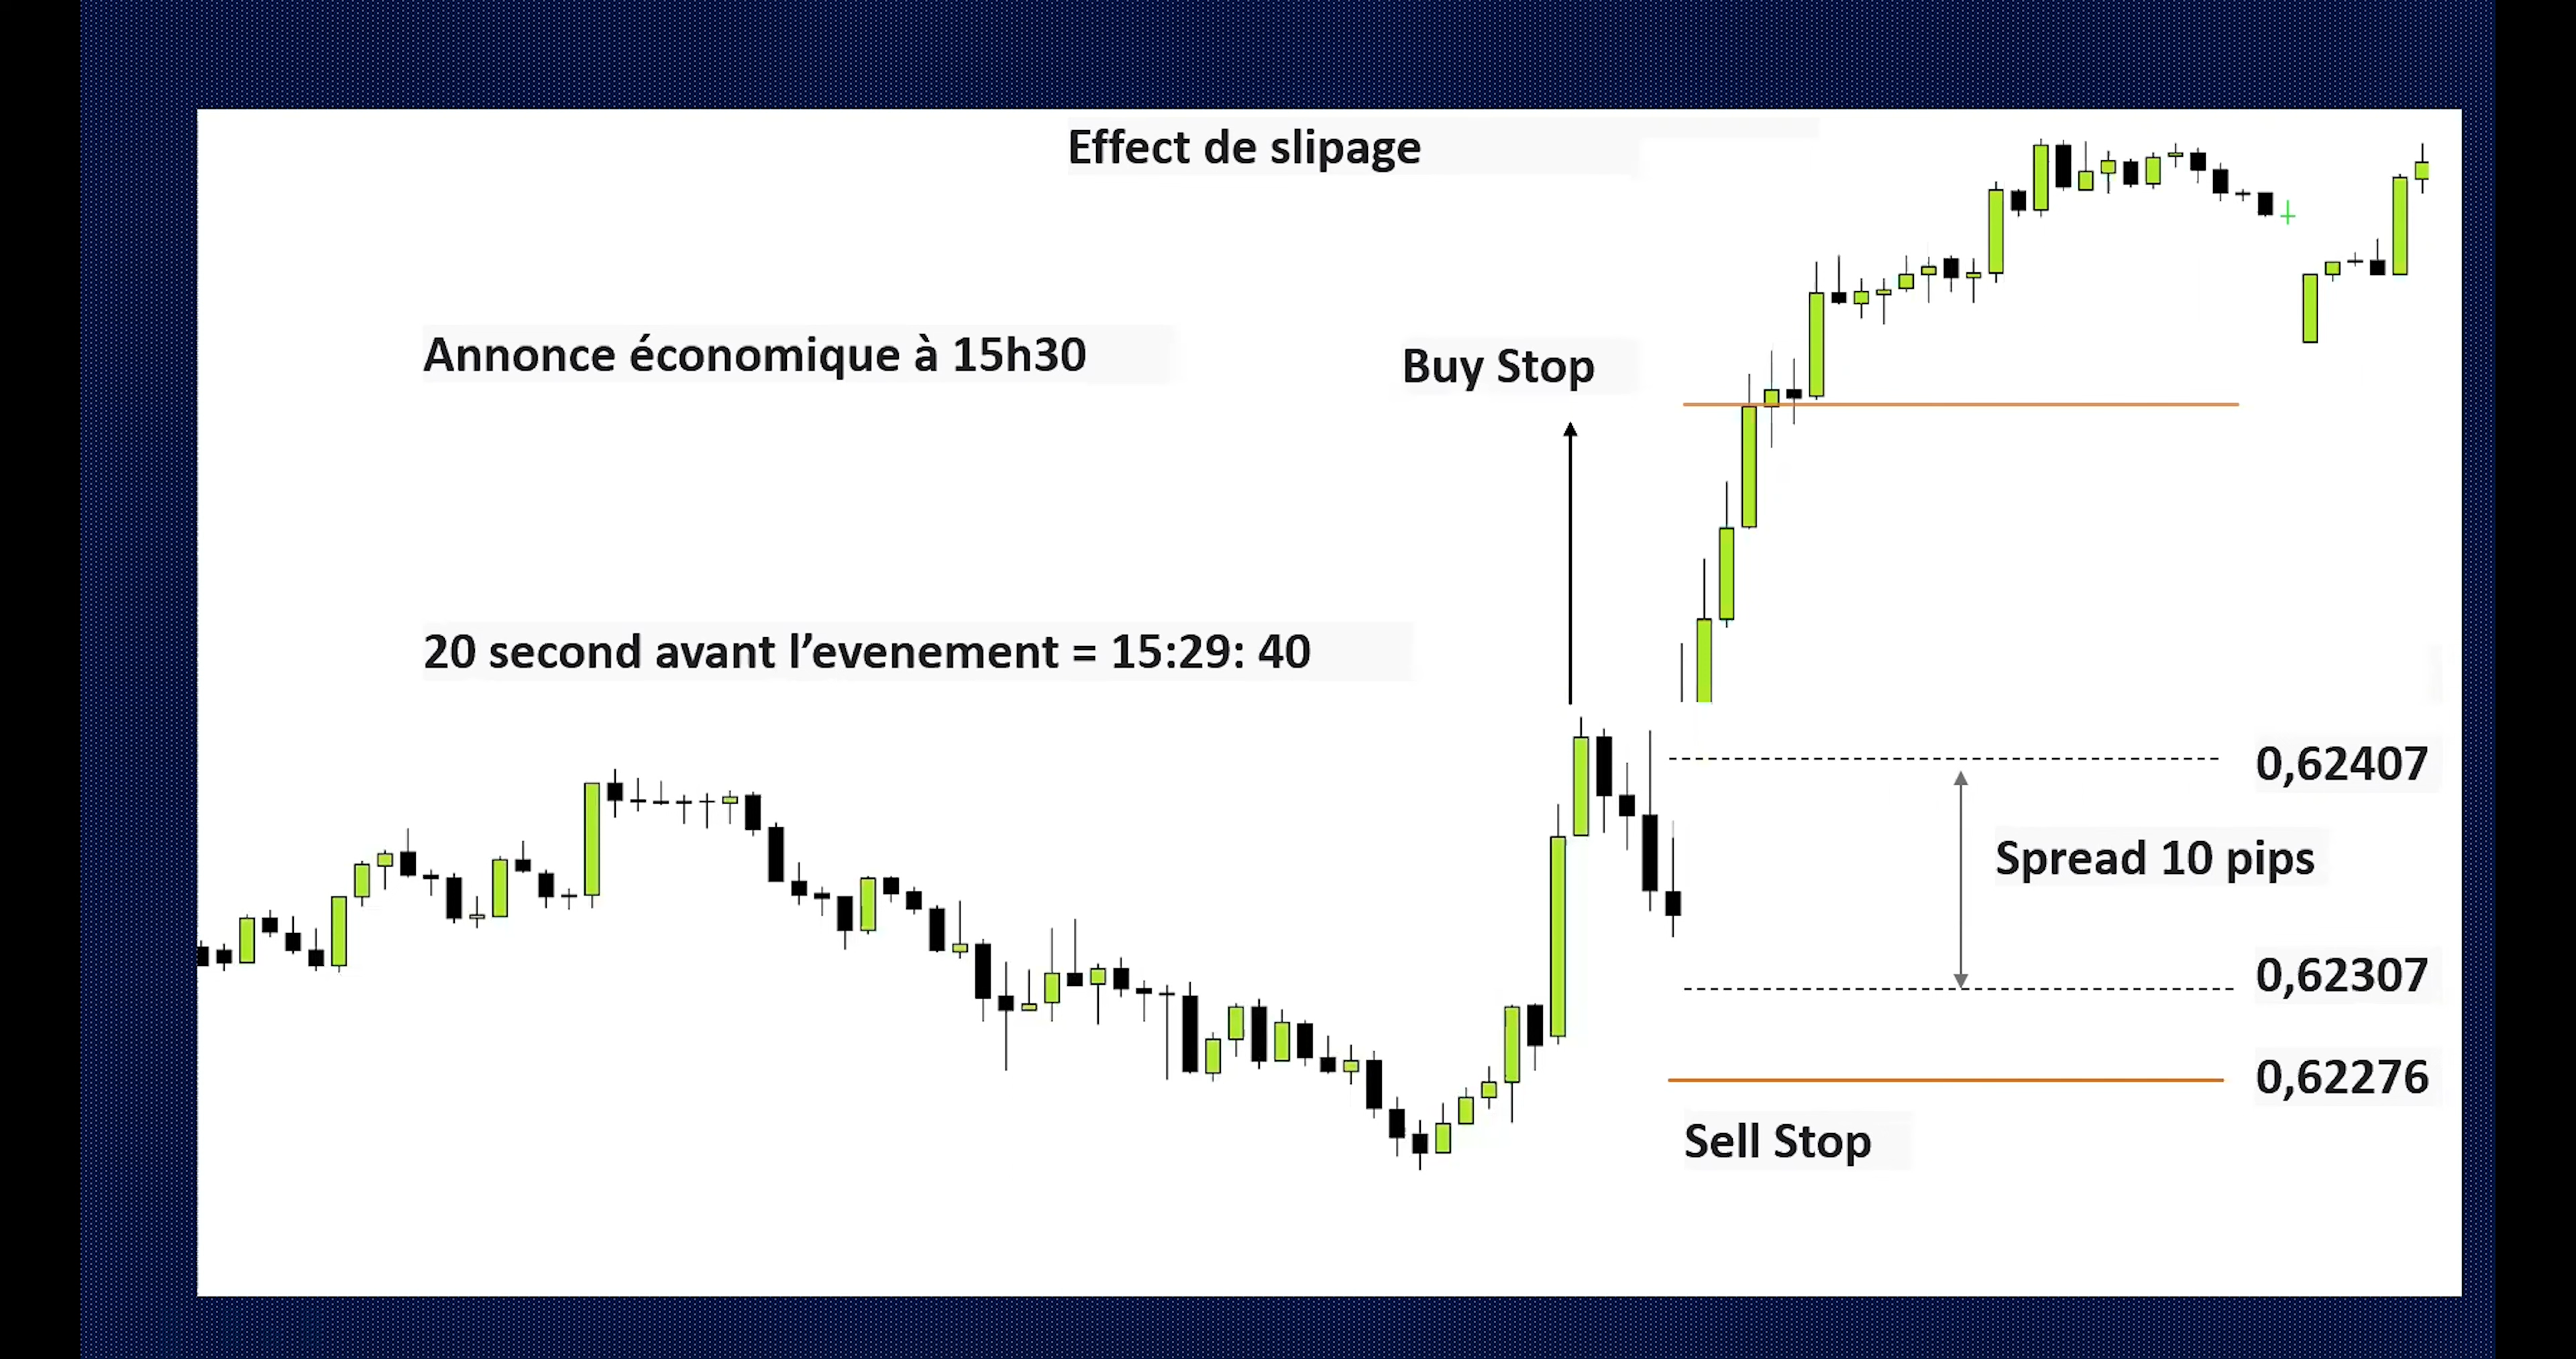 Effect de slipage
Annonce économique à 15h30
Buy Stop
20 second avant l’evenement = 15:29: 40
0,62407
Spread 10 pips
0,62307
0,62276
Sell Stop